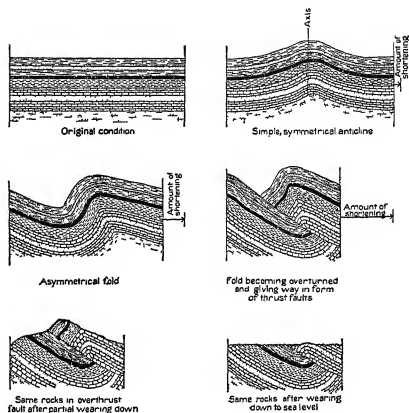 Axis
Amount of
shortening
Original condition
Simple, symmetrical anticline
Amount of
shortening
Amount of
shortening
Asymmetrical fold
Fold becoming overturned
and giving way in form
of thrust faults
Same rocks in overthrust
fault after partial wearing down
Same rocks after wearing
down to sea level